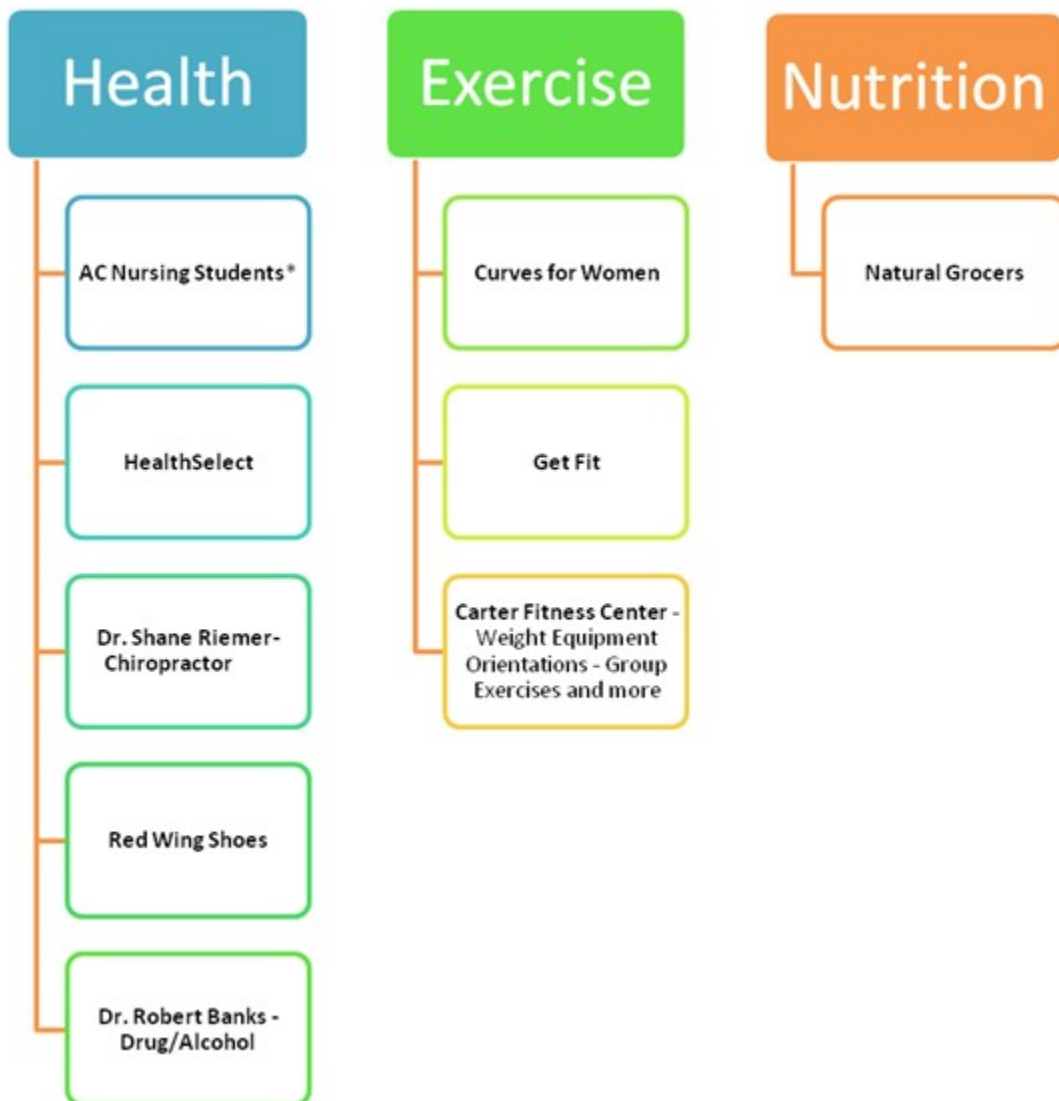 Health
AC Nursing Students*
HealthSelect
Dr. Shane Riemer-
Chiropractor
Red Wing Shoes
Dr. Robert Banks -
Drug/Alcohol
Exercise
Curves for Women
Get Fit
Carter Fitness Center -
Weight Equipment
Orientations - Group
Exercises and more
Nutrition
Natural Grocers